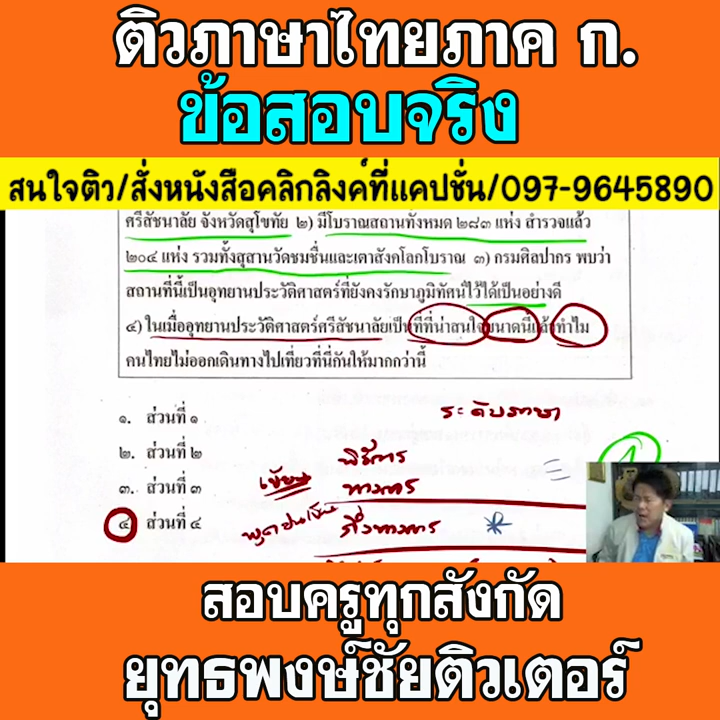 ติวภาษาไทยภาค ก.
ข้อสอบจริง
สนใจติว/สั่งหนังสือคลิกลิงค์ที่แคปชั่น/097-9645890
ศรีสัชนาลัย จังหวัดสุโขทัย ๒) มีโบราณสถานทั้งหมด ๒๘๓ แห่ง สำรวจแล้ว
๒๐๔ แห่ง รวมทั้งสุสานวัดชมชื่นและเตาสังกโลกโบราณ ๓) กรมศิลปากร พบว่า
สถานที่นี้เป็นอุทยานประวัติศาสตร์ที่ยังคงรักษาภูมิทัศน์ไว้ได้เป็นอย่างดี
๔) ในเมื่ออุทยานประวัติศาสตร์ศรีสัชนาลัยเป็นที่ที่น่าสนใจขนาดนี้แล้วทำไม
คนไทยไม่ออกเดินทางไปเที่ยวที่นี่กันให้มากกว่านี้
๑. ส่วนที่ ๑
ระดับภาษา
๒. ส่วนที่ ๒
พิธีการ
๓. ส่วนที่ ๓
เขียน ทางการ
๔ ส่วนที่ ๔
กึ่งทางการ
สอบครูทุกสังกัด
ยุทธพงษ์ชัยติวเตอร์